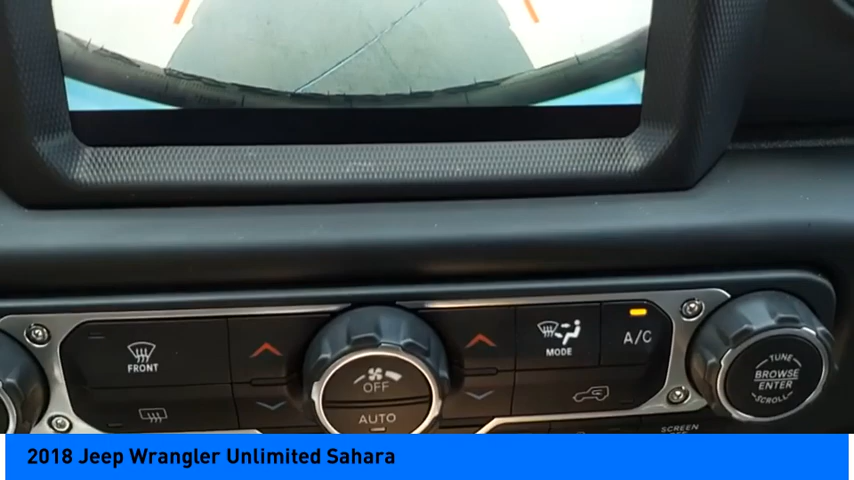 FRONT
OFF
AUTO
MODE
A/C
TUNE
BROWSE
ENTER
SCROLL
SCREEN
2018 Jeep Wrangler Unlimited Sahara